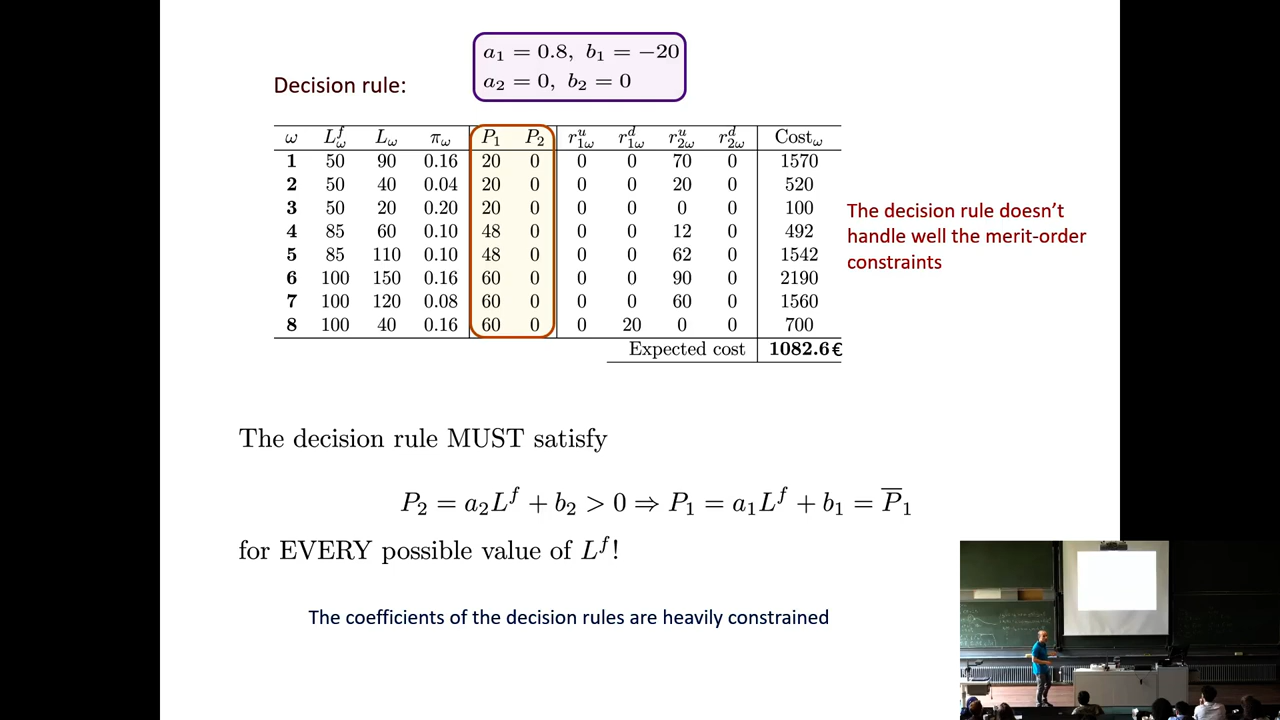 a₁ = 0.8, b₁ = −20
a₂ = 0, b₂ = 0
Decision rule:
ω L^f_ω L_ω π_ω P₁ P₂ r^u_1ω r^d_1ω r^u_2ω r^d_2ω Cost_ω
1 50 90 0.16 20 0 0 0 70 0 1570
2 50 40 0.04 20 0 0 0 20 0 520
3 50 20 0.20 20 0 0 0 0 0 100
4 85 60 0.10 48 0 0 0 12 0 492
5 85 110 0.10 48 0 0 0 62 0 1542
6 100 150 0.16 60 0 0 0 90 0 2190
7 100 120 0.08 60 0 0 0 60 0 1560
8 100 40 0.16 60 0 0 20 0 0 700
Expected cost 1082.6€
The decision rule doesn't
handle well the merit-order
constraints
The decision rule MUST satisfy
P₂ = a₂L^f + b₂ > 0 ⇒ P₁ = a₁L^f + b₁ = P̅₁
for EVERY possible value of L^f!
The coefficients of the decision rules are heavily constrained